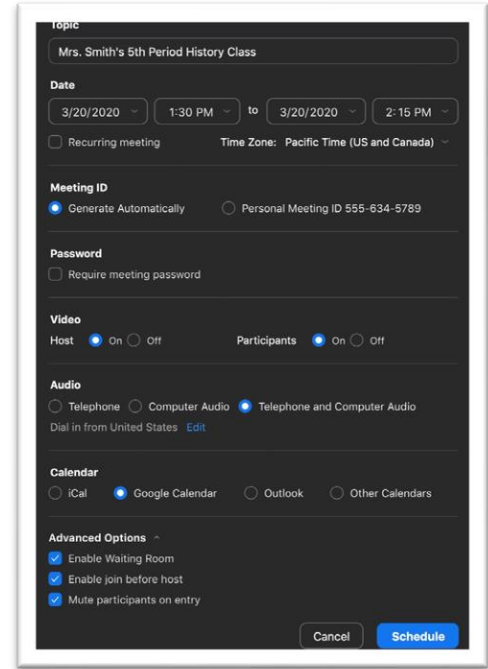 Topic
Mrs. Smith's 5th Period History Class
Date
3/20/2020 1:30 PM to 3/20/2020 2:15 PM
Recurring meeting Time Zone: Pacific Time (US and Canada)
Meeting ID
Generate Automatically Personal Meeting ID 555-634-5789
Password
Require meeting password
Video
Host On Off Participants On Off
Audio
Telephone Computer Audio Telephone and Computer Audio
Dial in from United States Edit
Calendar
iCal Google Calendar Outlook Other Calendars
Advanced Options
Enable Waiting Room
Enable join before host
Mute participants on entry
Cancel Schedule